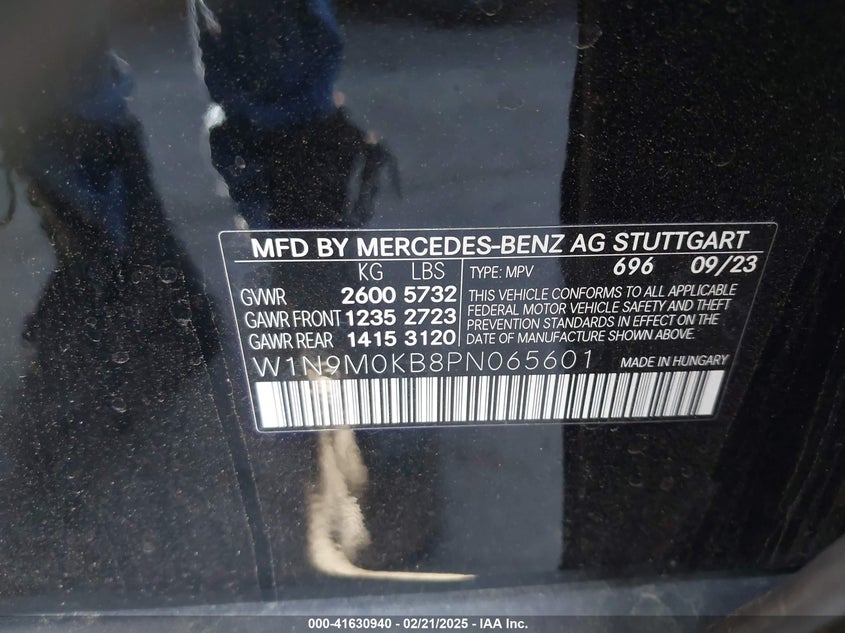 MFD BY MERCEDES-BENZ AG STUTTGART
KG LBS TYPE: MPV 696 09/23
GVWR 2600 5732
GAWR FRONT 1235 2723
GAWR REAR 1415 3120
THIS VEHICLE CONFORMS TO ALL APPLICABLE
FEDERAL MOTOR VEHICLE SAFETY AND THEFT
PREVENTION STANDARDS IN EFFECT ON THE
DATE OF MANUFACTURE SHOWN ABOVE.
W1N9M0KB8PN065601 MADE IN HUNGARY
000-41630940 - 02/21/2025 - IAA Inc.